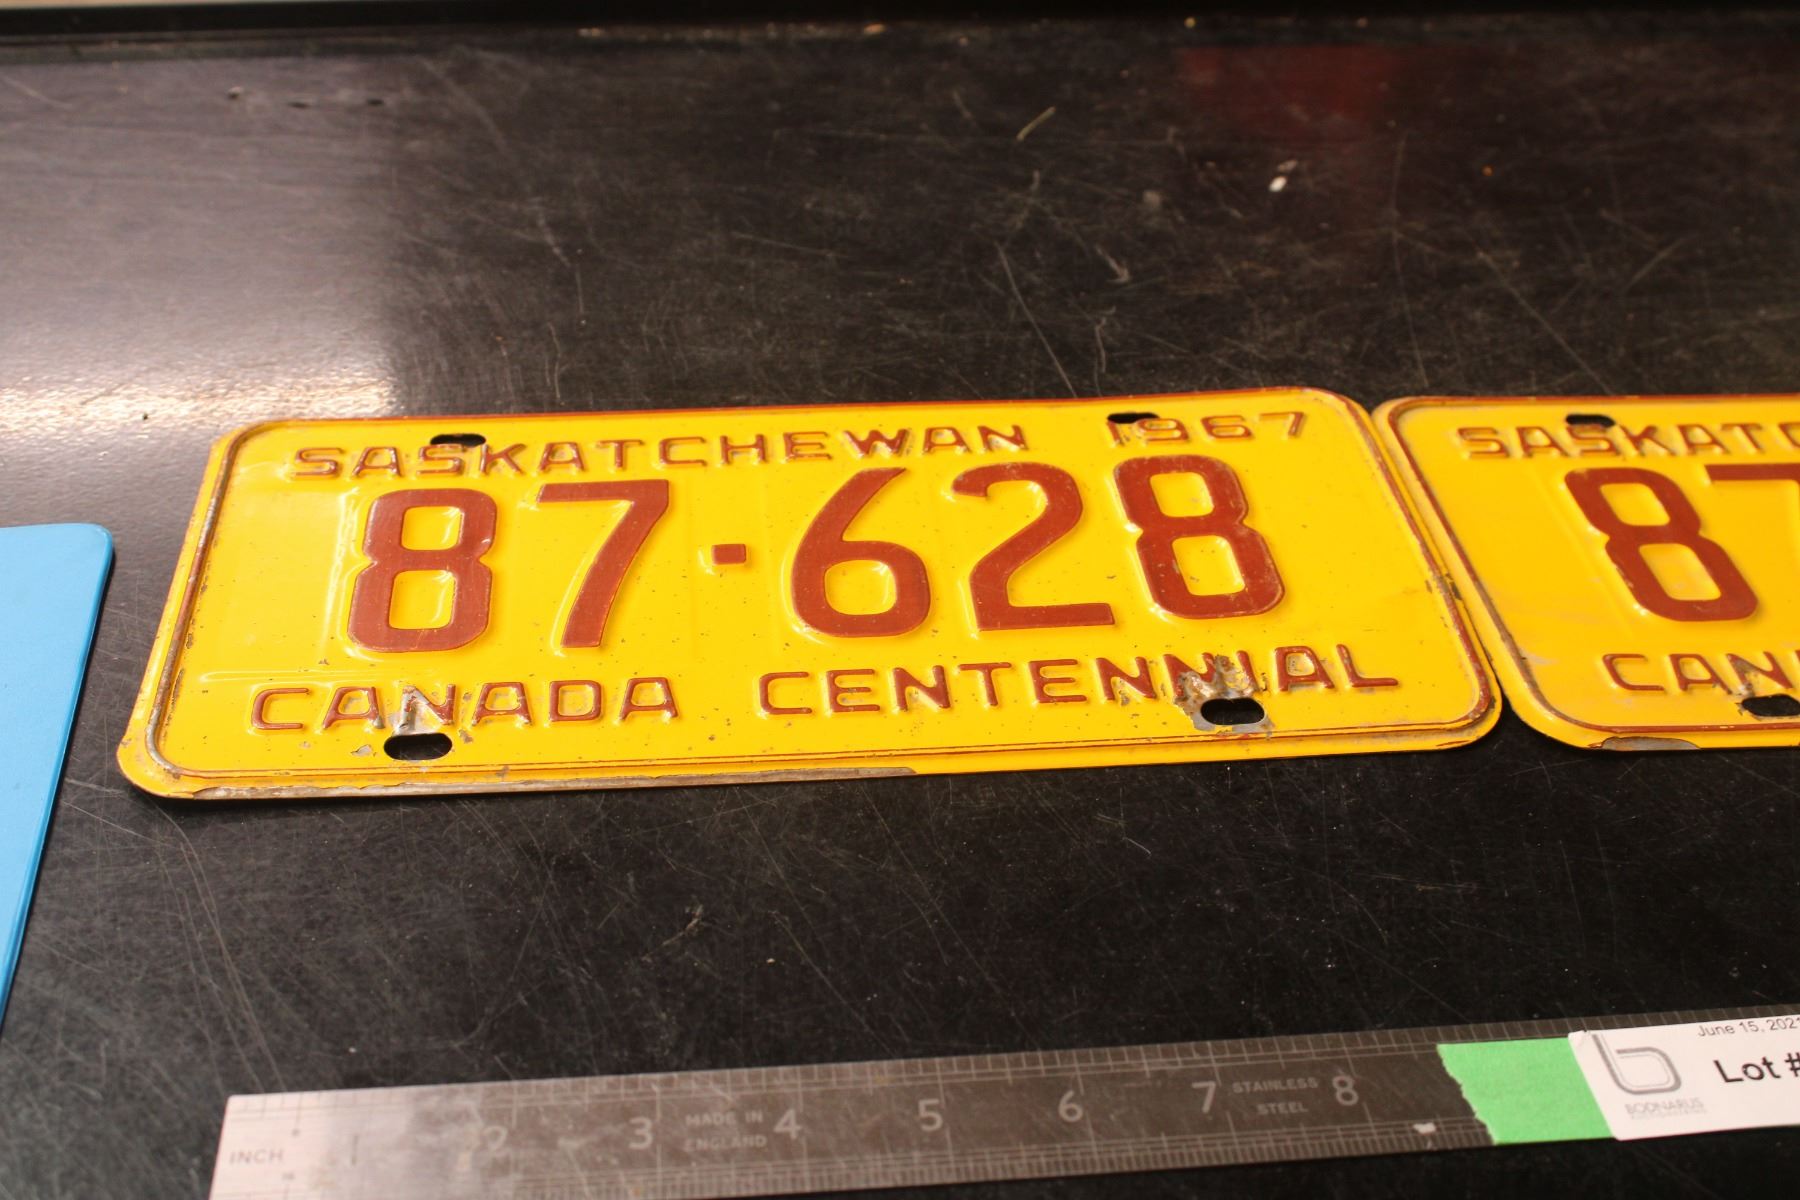 SASKATCHEWAN 1967
87·628
CANADA CENTENNIAL
SASKATC
87
CAN
INCH 1 2 3 4 5 6 7 8
MADE IN
ENGLAND
STAINLESS
STEEL
June 15, 2021
Lot #
BODNARUS